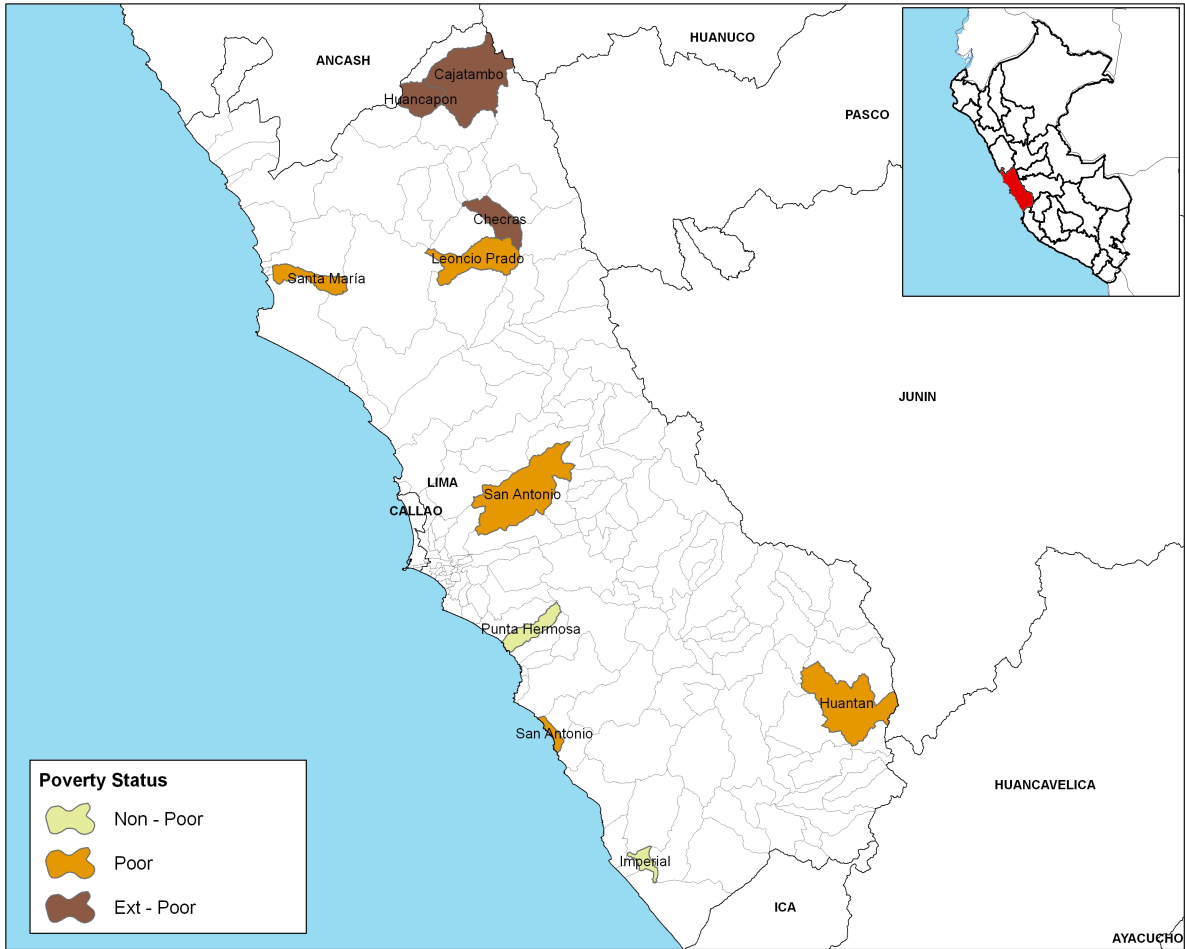 HUANUCO
ANCASH
Cajatambo
Huancapon
PASCO
Checras
Leoncio Prado
Santa María
JUNIN
LIMA
San Antonio
CALLAO
Punta Hermosa
Huantan
San Antonio
HUANCAVELICA
Imperial
ICA
AYACUCHO
Poverty Status
Non - Poor
Poor
Ext - Poor